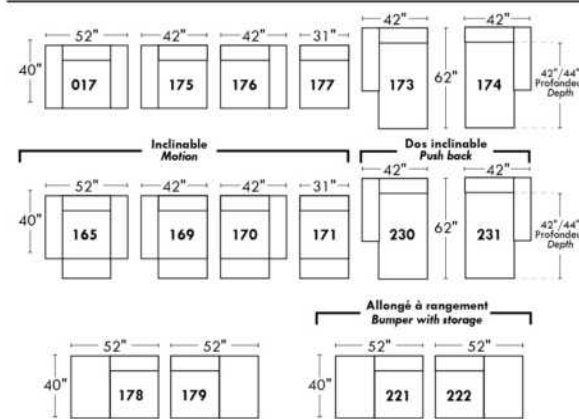 52" 42" 42" 31" 42" 42"
40" 017 175 176 177 173 62" 174 42"/44"
Profondeur
Depth
Inclinable Dos inclinable
Motion Push back
52" 42" 42" 31" 42" 42"
40" 165 169 170 171 230 62" 231 42"/44"
Profondeur
Depth
Allongé à rangement
Bumper with storage
52" 52" 52" 52"
40" 178 179 40" 221 222